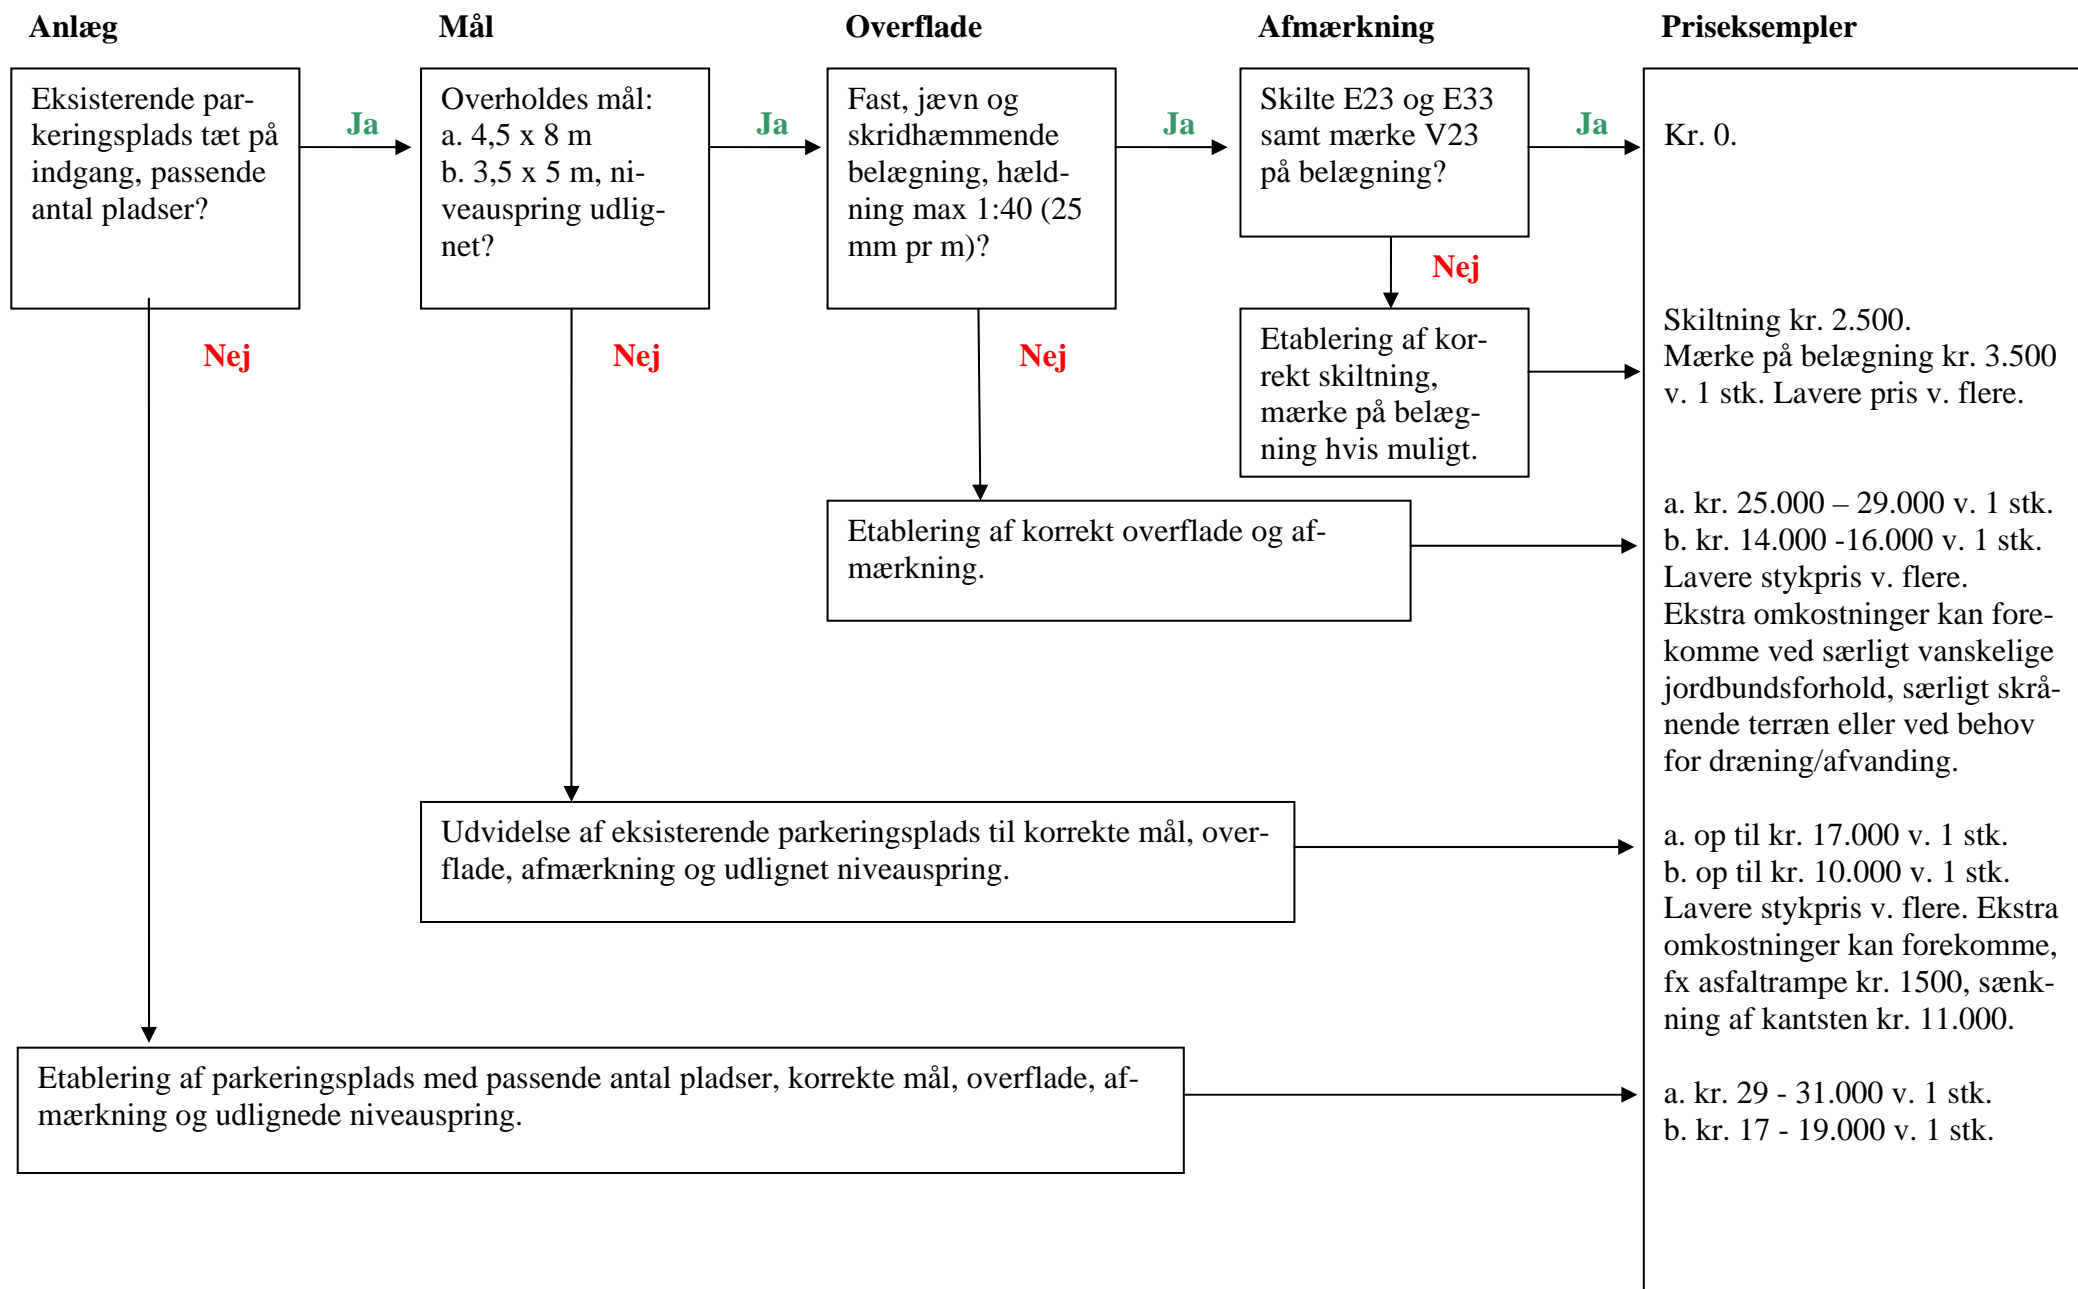 Anlæg
Mål
Overflade
Afmærkning
Priseksempler
Eksisterende par-
keringsplads tæt på
indgang, passende
antal pladser?
Ja
Overholdes mål:
a. 4,5 x 8 m
b. 3,5 x 5 m, ni-
veauspring udlig-
net?
Ja
Fast, jævn og
skridhæmmende
belægning, hæld-
ning max 1:40 (25
mm pr m)?
Ja
Skilte E23 og E33
samt mærke V23
på belægning?
Ja
Kr. 0.
Nej
Nej
Nej
Nej
Etablering af kor-
rekt skiltning,
mærke på belæg-
ning hvis muligt.
Skiltning kr. 2.500.
Mærke på belægning kr. 3.500
v. 1 stk. Lavere pris v. flere.
Etablering af korrekt overflade og af-
mærkning.
a. kr. 25.000 – 29.000 v. 1 stk.
b. kr. 14.000 -16.000 v. 1 stk.
Lavere stykpris v. flere.
Ekstra omkostninger kan fore-
komme ved særligt vanskelige
jordbundsforhold, særligt skrå-
nende terræn eller ved behov
for dræning/afvanding.
Udvidelse af eksisterende parkeringsplads til korrekte mål, over-
flade, afmærkning og udlignet niveauspring.
a. op til kr. 17.000 v. 1 stk.
b. op til kr. 10.000 v. 1 stk.
Lavere stykpris v. flere. Ekstra
omkostninger kan forekomme,
fx asfaltrampe kr. 1500, sænk-
ning af kantsten kr. 11.000.
Etablering af parkeringsplads med passende antal pladser, korrekte mål, overflade, af-
mærkning og udlignede niveauspring.
a. kr. 29 - 31.000 v. 1 stk.
b. kr. 17 - 19.000 v. 1 stk.